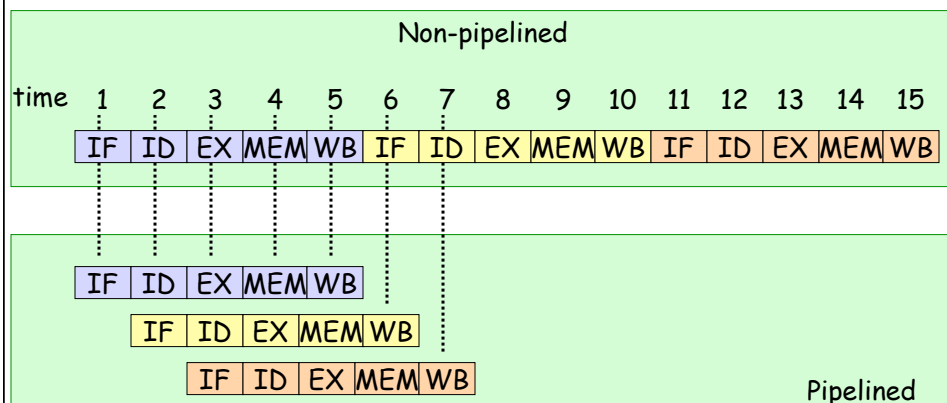 Non-pipelined
time 1 2 3 4 5 6 7 8 9 10 11 12 13 14 15
IF ID EX MEM WB IF ID EX MEM WB IF ID EX MEM WB
IF ID EX MEM WB
IF ID EX MEM WB
IF ID EX MEM WB
Pipelined